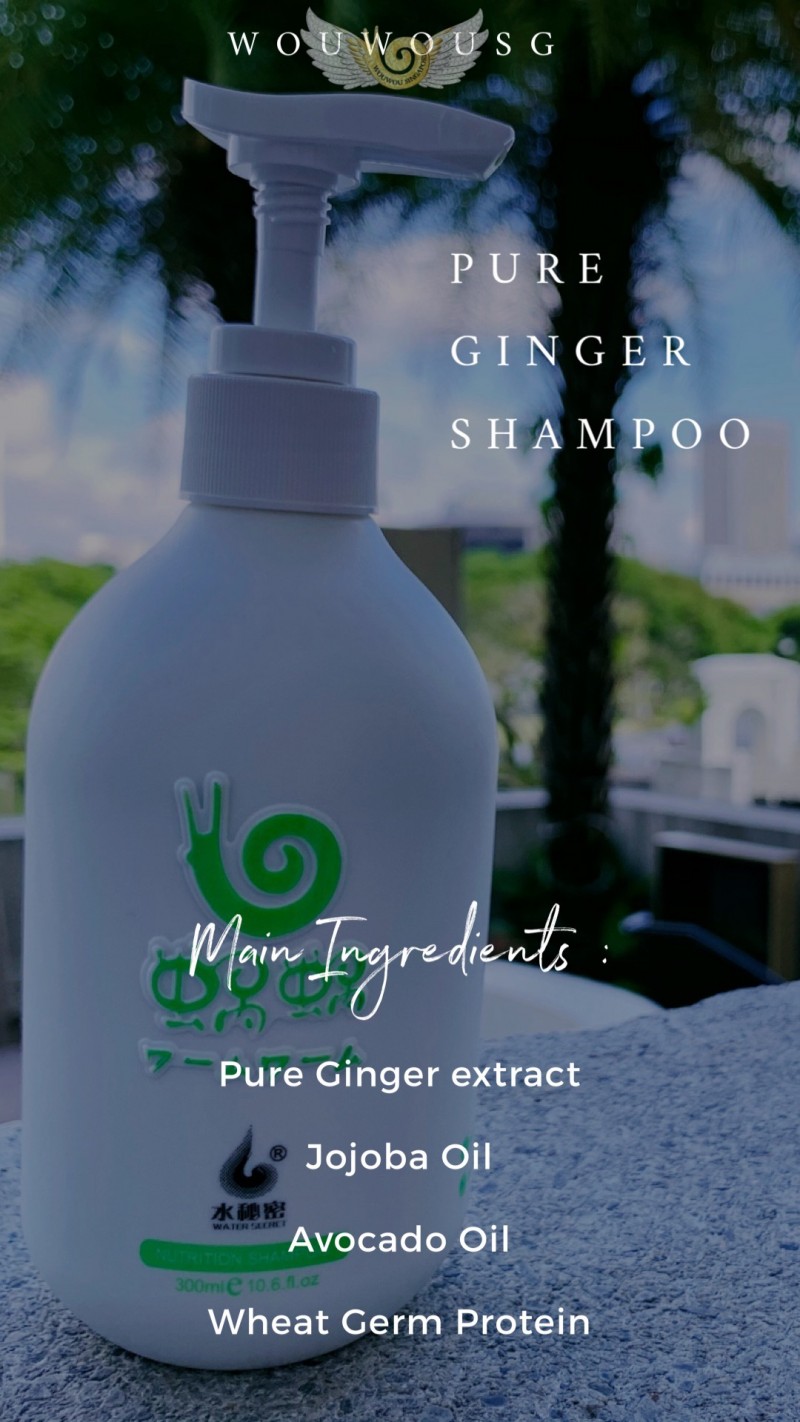 WOUWOUSG
PURE
GINGER
SHAMPOO
Main Ingredients :
Pure Ginger extract
Jojoba Oil
Avocado Oil
Wheat Germ Protein
®
水秘密
WATER SECRET
NUTRITION
300ml e 10.6.fl.oz